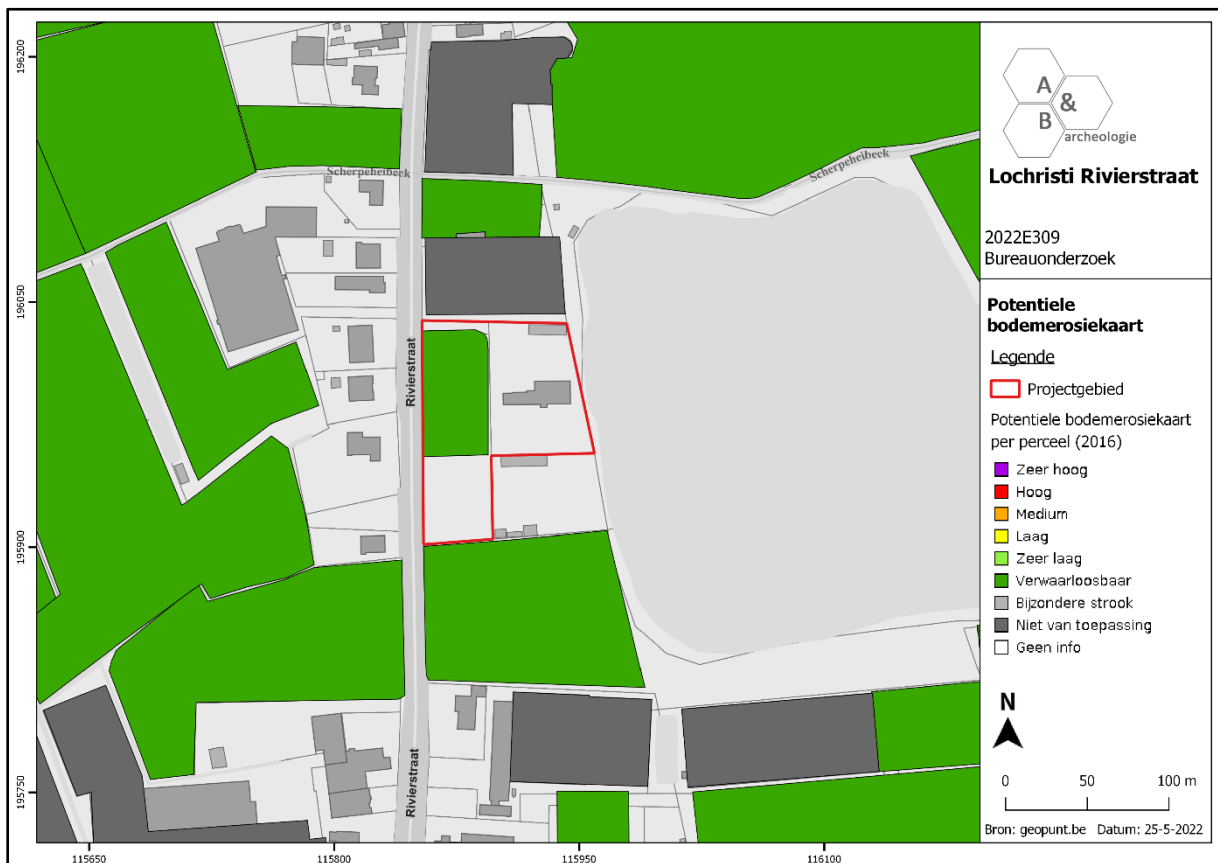 196200
196050
195900
195750
115650
115800
115950
116100
Scherpeheibeek
Scherpeheibeek
Rivierstraat
Rivierstraat
A
&
B
archeologie
Lochristi Rivierstraat
2022E309
Bureauonderzoek
Potentiele
bodemerosiekaart
Legende
Projectgebied
Potentiele bodemerosiekaart
per perceel (2016)
Zeer hoog
Hoog
Medium
Laag
Zeer laag
Verwaarloosbaar
Bijzondere strook
Niet van toepassing
Geen info
N
0 50 100 m
Bron: geopunt.be Datum: 25-5-2022